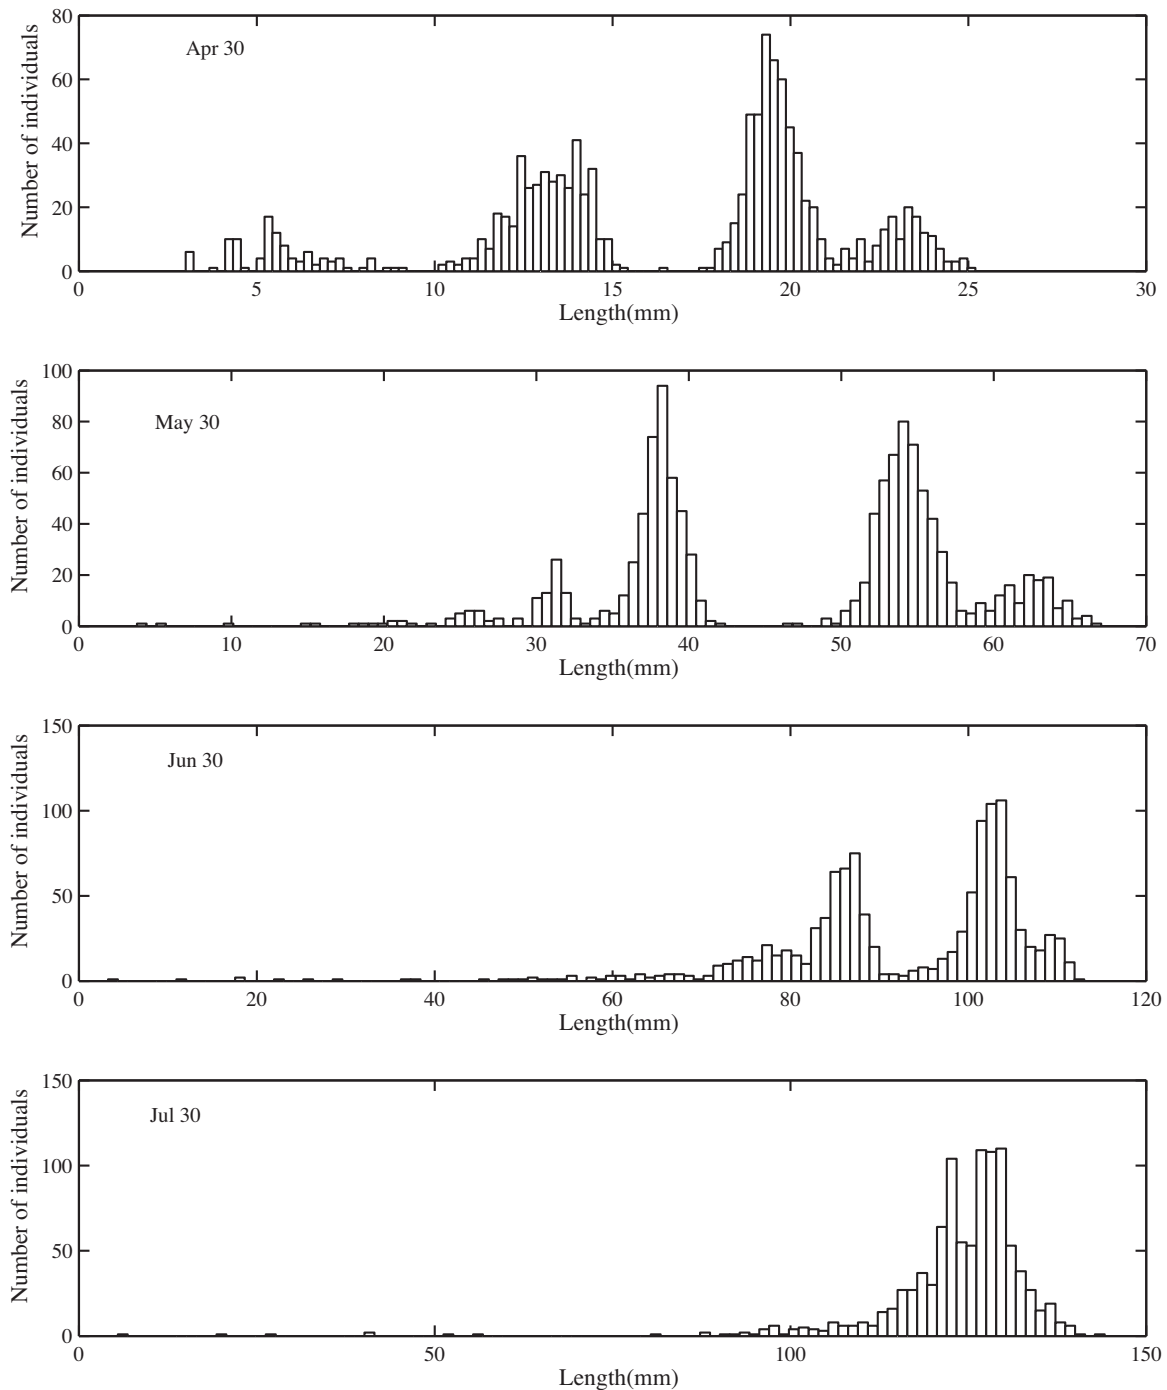 Number of individuals
80
60
40
20
0
Apr 30
0 5 10 15 20 25 30
Length(mm)
Number of individuals
100
80
60
40
20
0
May 30
0 10 20 30 40 50 60 70
Length(mm)
Number of individuals
150
100
50
0
Jun 30
0 20 40 60 80 100 120
Length(mm)
Number of individuals
150
100
50
0
Jul 30
0 50 100 150
Length(mm)